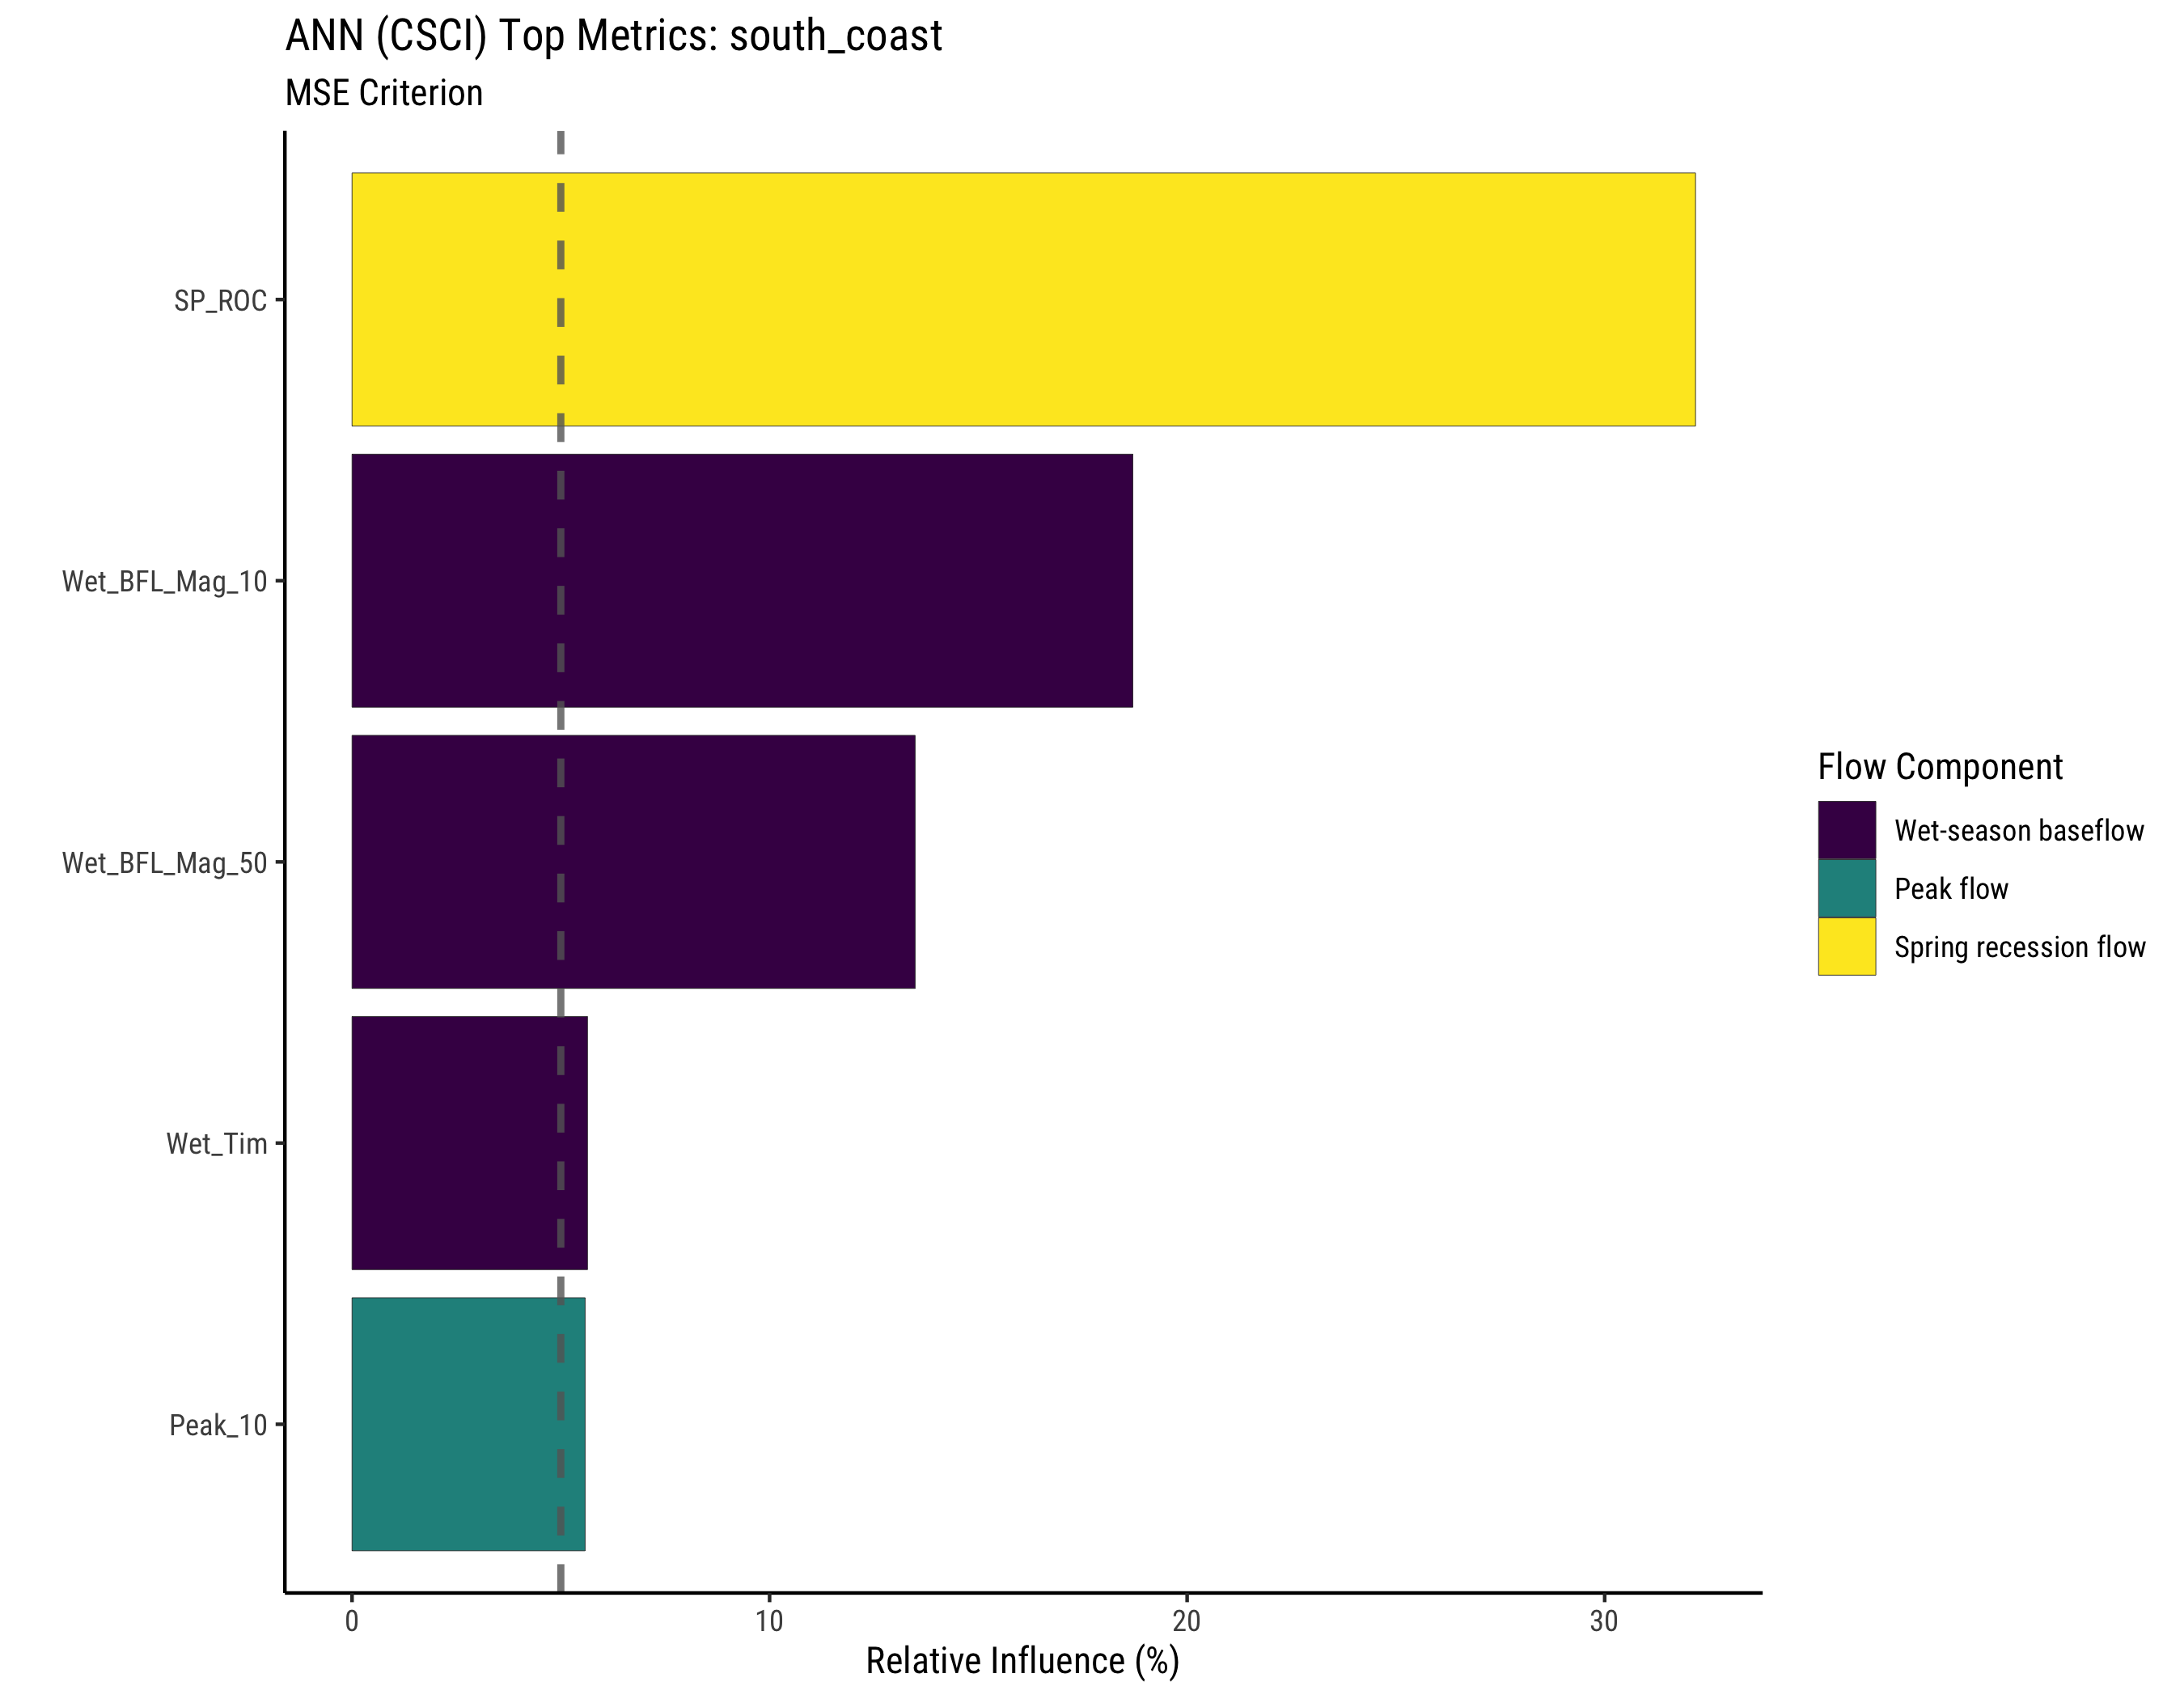 ANN (CSCI) Top Metrics: south_coast
MSE Criterion
SP_ROC
Wet_BFL_Mag_10
Wet_BFL_Mag_50
Wet_Tim
Peak_10
0 10 20 30
Relative Influence (%)
Flow Component
Wet-season baseflow
Peak flow
Spring recession flow